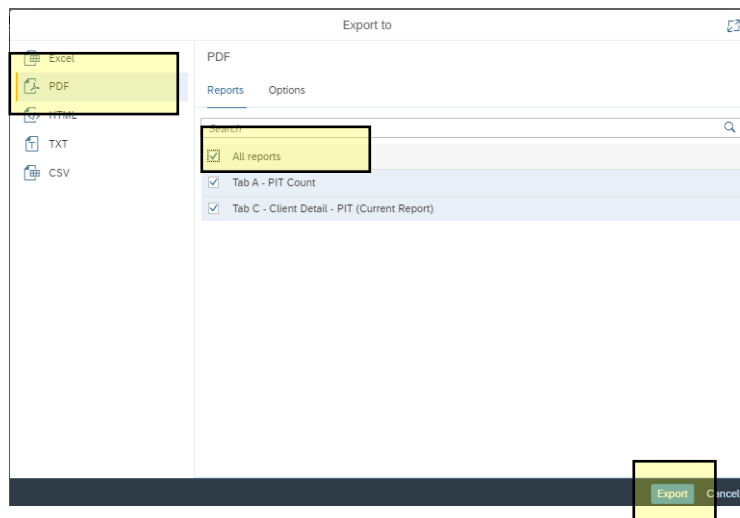 Export to
Excel
PDF
HTML
TXT
CSV
PDF
Reports Options
Search
All reports
Tab A - PIT Count
Tab C - Client Detail - PIT (Current Report)
Export Cancel